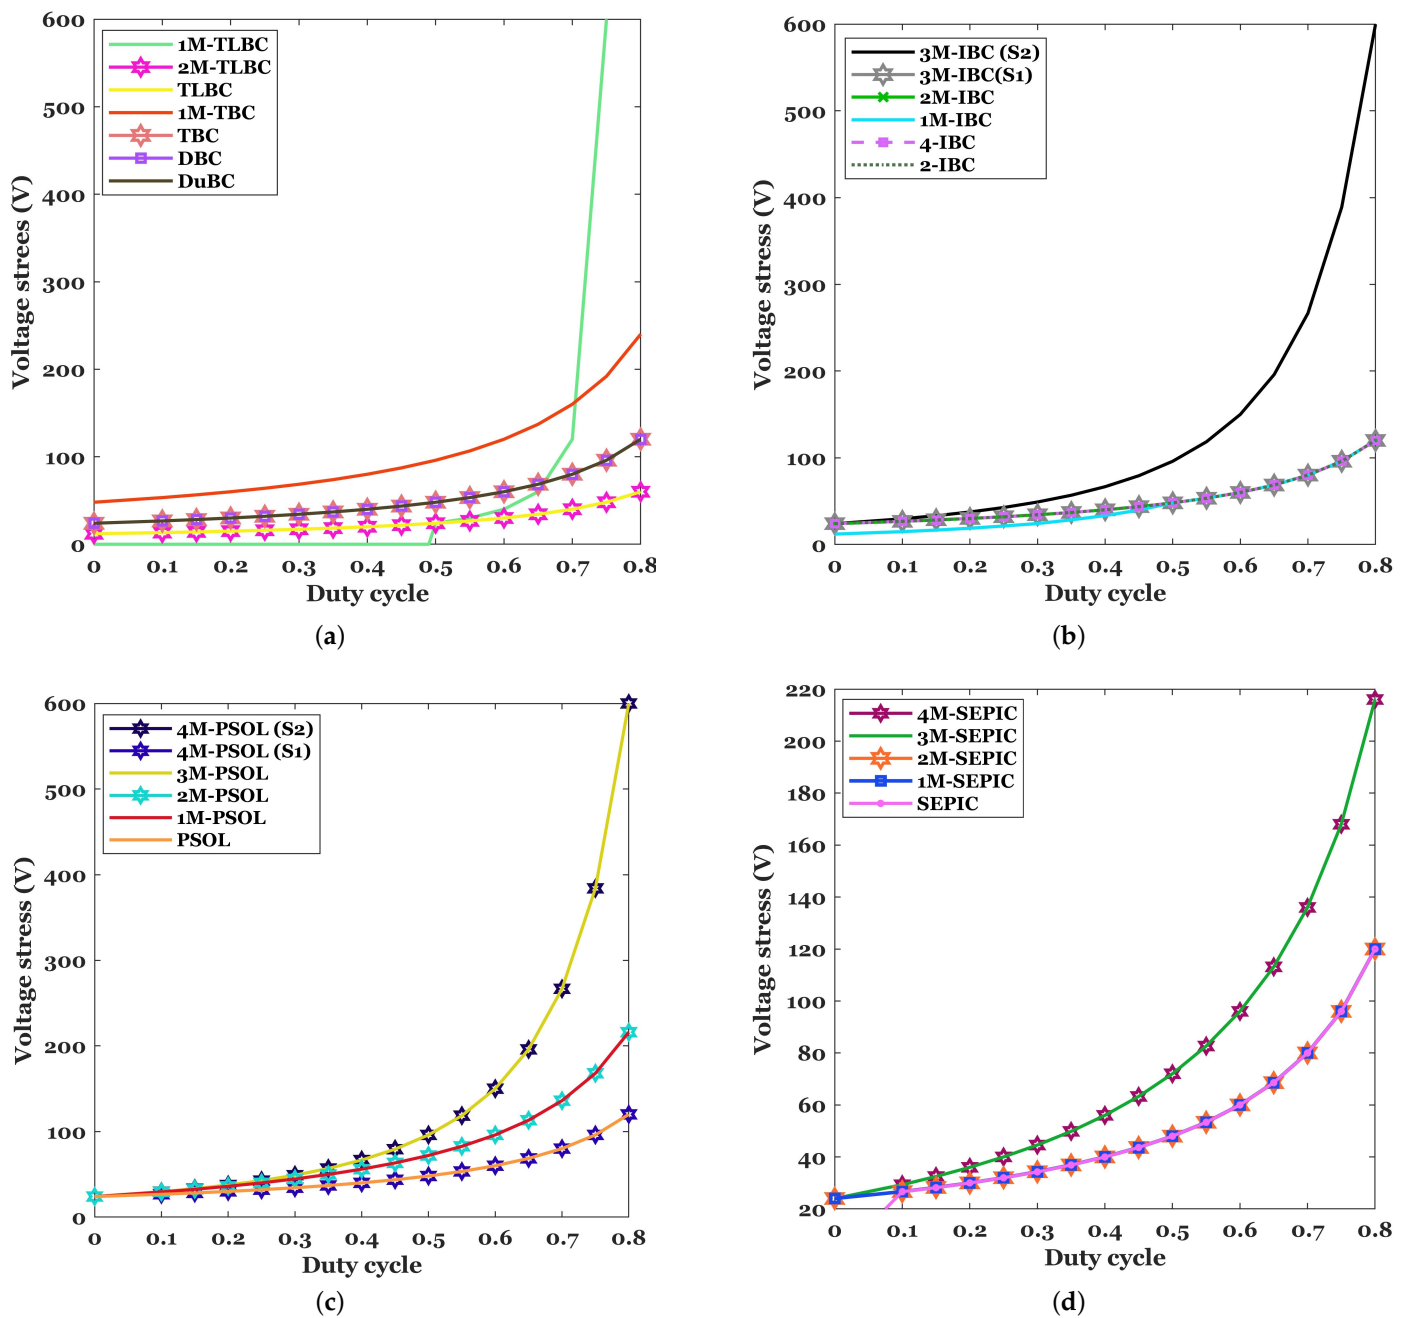 600
500
400
300
200
100
0
Voltage strees (V)
1M-TLBC
2M-TLBC
TLBC
1M-TBC
TBC
DBC
DuBC
0 0.1 0.2 0.3 0.4 0.5 0.6 0.7 0.8
Duty cycle
(a)
600
500
400
300
200
100
0
Voltage stress (V)
3M-IBC (S2)
3M-IBC(S1)
2M-IBC
1M-IBC
4-IBC
2-IBC
0 0.1 0.2 0.3 0.4 0.5 0.6 0.7 0.8
Duty cycle
(b)
600
500
400
300
200
100
0
Voltage stress (V)
4M-PSOL (S2)
4M-PSOL (S1)
3M-PSOL
2M-PSOL
1M-PSOL
PSOL
0 0.1 0.2 0.3 0.4 0.5 0.6 0.7 0.8
Duty cycle
(c)
220
200
180
160
140
120
100
80
60
40
20
Voltage stress (V)
4M-SEPIC
3M-SEPIC
2M-SEPIC
1M-SEPIC
SEPIC
0 0.1 0.2 0.3 0.4 0.5 0.6 0.7 0.8
Duty cycle
(d)